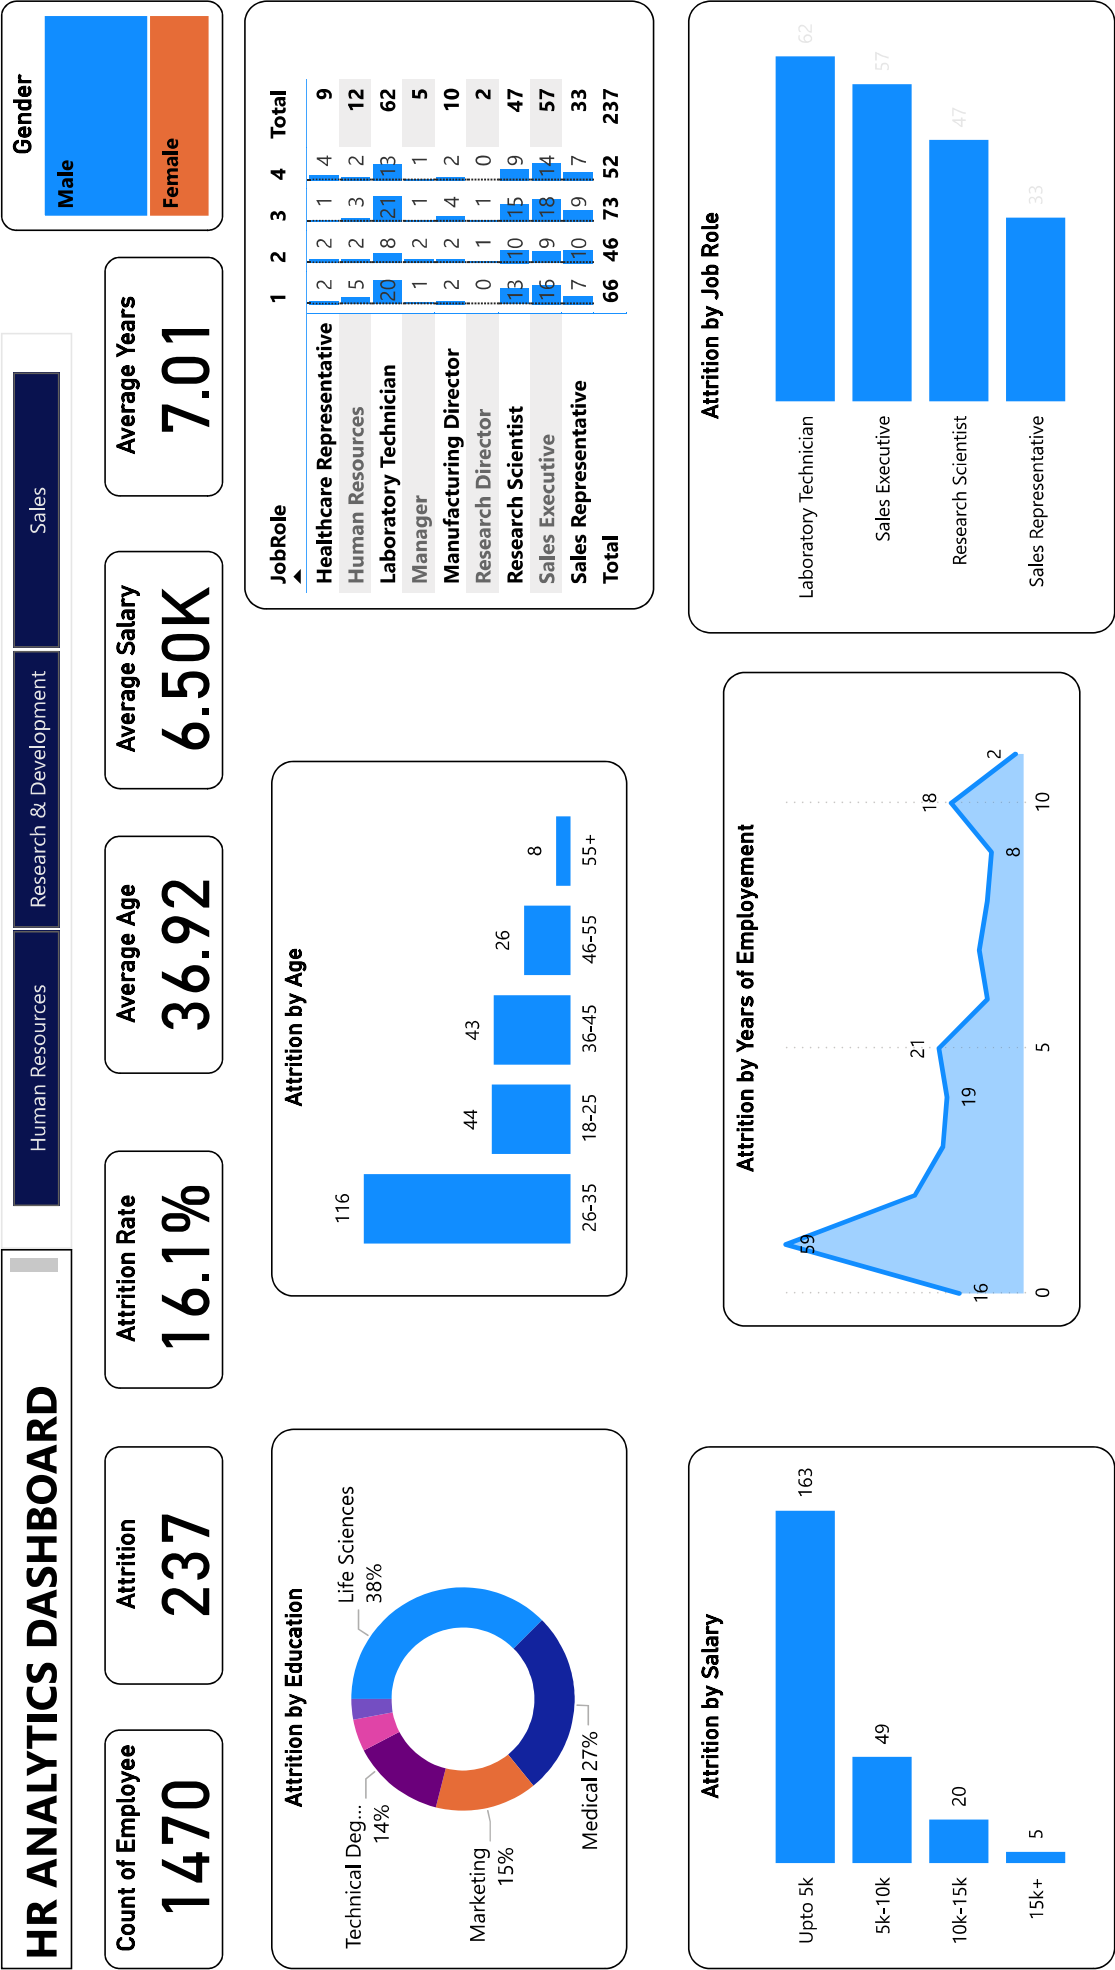 HR ANALYTICS DASHBOARD
Human Resources
Research & Development
Sales
Gender
Male
Female
Count of Employee
1470
Attrition
237
Attrition Rate
16.1%
Average Age
36.92
Average Salary
6.50K
Average Years
7.01
Attrition by Education
Life Sciences
38%
Technical Deg...
14%
Marketing
15%
Medical 27%
Attrition by Age
116
44
43
26
8
26-35 18-25 36-45 46-55 55+
JobRole 1 2 3 4 Total
Healthcare Representative 2 2 1 4 9
Human Resources 5 2 3 2 12
Laboratory Technician 20 8 21 13 62
Manager 1 2 1 1 5
Manufacturing Director 2 2 4 2 10
Research Director 0 1 1 0 2
Research Scientist 13 10 15 9 47
Sales Executive 16 9 18 14 57
Sales Representative 7 10 9 7 33
Total 66 46 73 52 237
Attrition by Salary
Upto 5k 163
5k-10k 49
10k-15k 20
15k+ 5
Attrition by Years of Employement
16
59
19
21
8
18
2
0 5 10
Attrition by Job Role
Laboratory Technician 62
Sales Executive 57
Research Scientist 47
Sales Representative 33